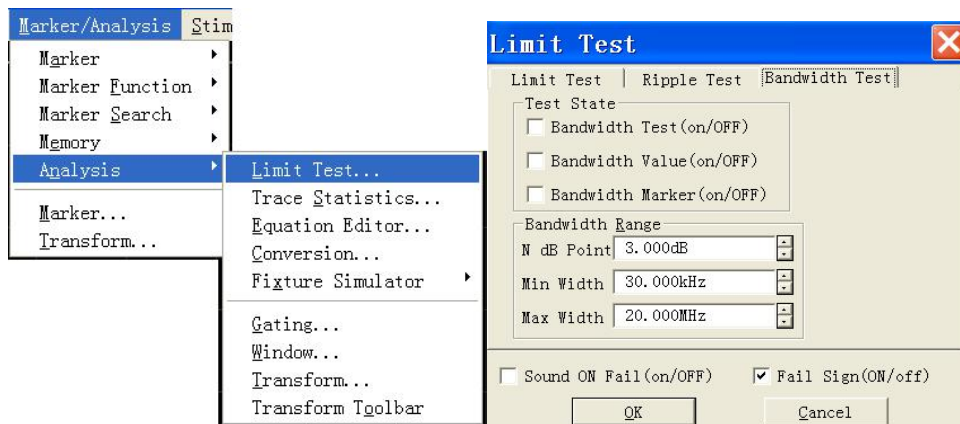 Marker/Analysis Stim
Marker
Marker Function
Marker Search
Memory
Analysis
Marker...
Transform...
Limit Test...
Trace Statistics...
Equation Editor...
Conversion...
Fixture Simulator
Gating...
Window...
Transform...
Transform Toolbar
Limit Test
Limit Test Ripple Test Bandwidth Test
Test State
Bandwidth Test(on/OFF)
Bandwidth Value(on/OFF)
Bandwidth Marker(on/OFF)
Bandwidth Range
N dB Point 3.000dB
Min Width 30.000kHz
Max Width 20.000MHz
Sound ON Fail(on/OFF) Fail Sign(ON/off)
OK Cancel